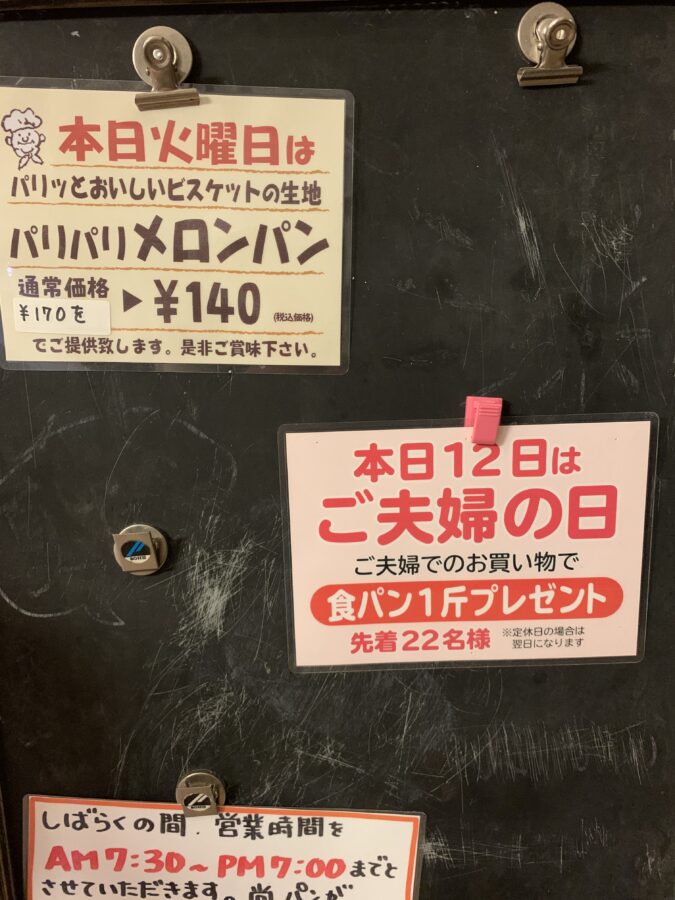 本日火曜日は
パリッとおいしいビスケットの生地
パリパリメロンパン
通常価格
¥170を
▶¥140
(税込価格)
でご提供致します。是非ご賞味下さい。
本日12日は
ご夫婦の日
ご夫婦でのお買い物で
食パン1斤プレゼント
先着22名様
※定休日の場合は
翌日になります
しばらくの間、営業時間を
AM7:30~PM7:00までと
させていただきます。尚パンが